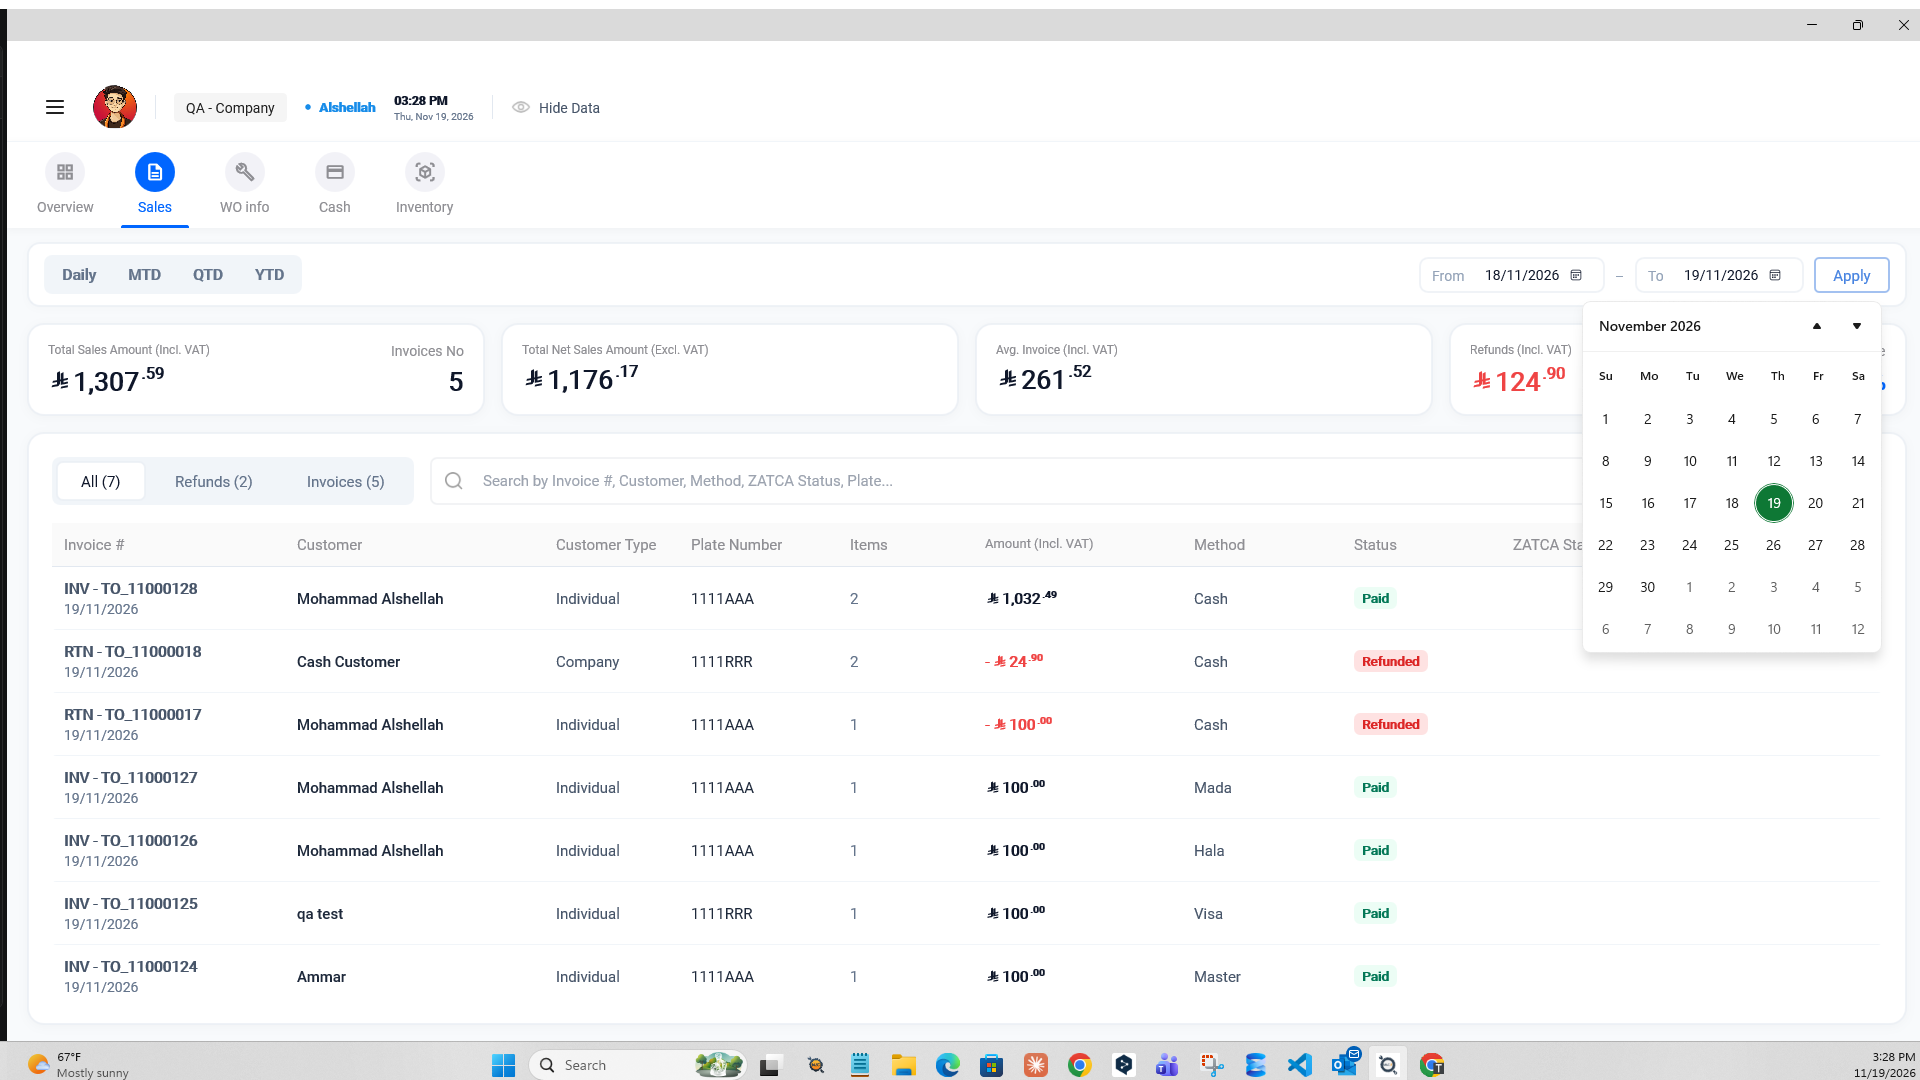 QA - Company
Alshellah
03:28 PM
Thu, Nov 19, 2026
Hide Data
Overview
Sales
WO info
Cash
Inventory
Daily MTD QTD YTD
From 18/11/2026 – To 19/11/2026 Apply
Total Sales Amount (Incl. VAT) Invoices No
1,307.59 5
Total Net Sales Amount (Excl. VAT)
1,176.17
Avg. Invoice (Incl. VAT)
261.52
Refunds (Incl. VAT)
124.90
November 2026
Su Mo Tu We Th Fr Sa
1 2 3 4 5 6 7
8 9 10 11 12 13 14
15 16 17 18 19 20 21
22 23 24 25 26 27 28
29 30 1 2 3 4 5
6 7 8 9 10 11 12
All (7) Refunds (2) Invoices (5)
Search by Invoice #, Customer, Method, ZATCA Status, Plate...
Invoice # Customer Customer Type Plate Number Items Amount (Incl. VAT) Method Status ZATCA Sta
INV - TO_11000128
19/11/2026
Mohammad Alshellah Individual 1111AAA 2 1,032.49 Cash Paid
RTN - TO_11000018
19/11/2026
Cash Customer Company 1111RRR 2 - 24.90 Cash Refunded
RTN - TO_11000017
19/11/2026
Mohammad Alshellah Individual 1111AAA 1 - 100.00 Cash Refunded
INV - TO_11000127
19/11/2026
Mohammad Alshellah Individual 1111AAA 1 100.00 Mada Paid
INV - TO_11000126
19/11/2026
Mohammad Alshellah Individual 1111AAA 1 100.00 Hala Paid
INV - TO_11000125
19/11/2026
qa test Individual 1111RRR 1 100.00 Visa Paid
INV - TO_11000124
19/11/2026
Ammar Individual 1111AAA 1 100.00 Master Paid
67°F
Mostly sunny
Search
3:28 PM
11/19/2026